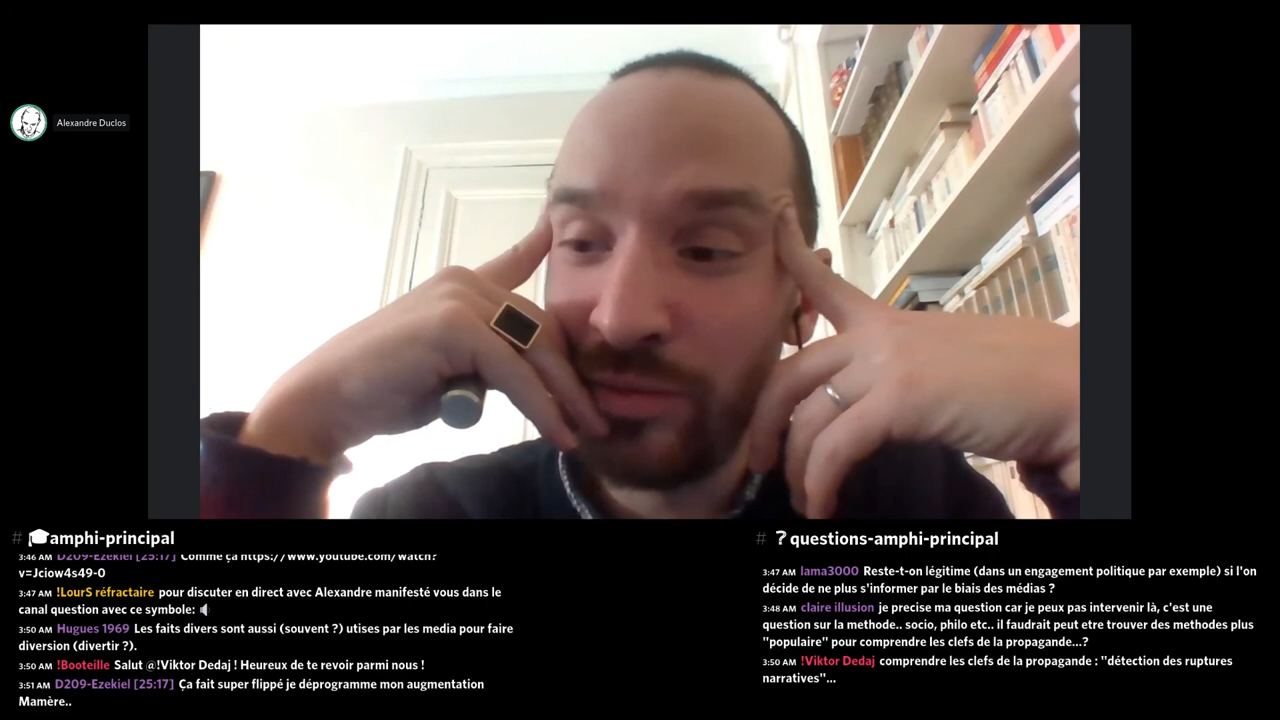 Alexandre Duclos
# 🎓amphi-principal
3:46 AM D209-Ezekiel [25:17] Comme ça https://www.youtube.com/watch?
v=Jciow4s49-0
3:47 AM !LourS réfractaire pour discuter en direct avec Alexandre manifesté vous dans le
canal question avec ce symbole: 🔈
3:50 AM Hugues 1969 Les faits divers sont aussi (souvent ?) utises par les media pour faire
diversion (divertir ?).
3:50 AM !Booteille Salut @!Viktor Dedaj ! Heureux de te revoir parmi nous !
3:51 AM D209-Ezekiel [25:17] Ça fait super flippé je déprogramme mon augmentation
Mamère..
# ❔questions-amphi-principal
3:47 AM lama3000 Reste-t-on légitime (dans un engagement politique par exemple) si l'on
décide de ne plus s'informer par le biais des médias ?
3:48 AM claire illusion je precise ma question car je peux pas intervenir là, c'est une
question sur la methode.. socio, philo etc.. il faudrait peut etre trouver des methodes plus
"populaire" pour comprendre les clefs de la propagande...?
3:50 AM !Viktor Dedaj comprendre les clefs de la propagande : "détection des ruptures
narratives"...